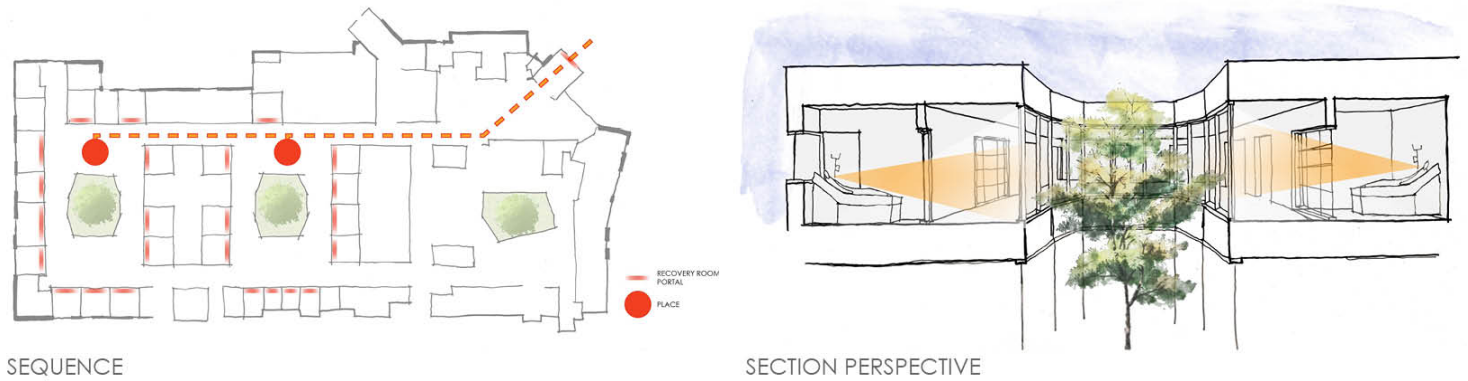 RECOVERY ROOM
PORTAL
PLACE
SEQUENCE
SECTION PERSPECTIVE